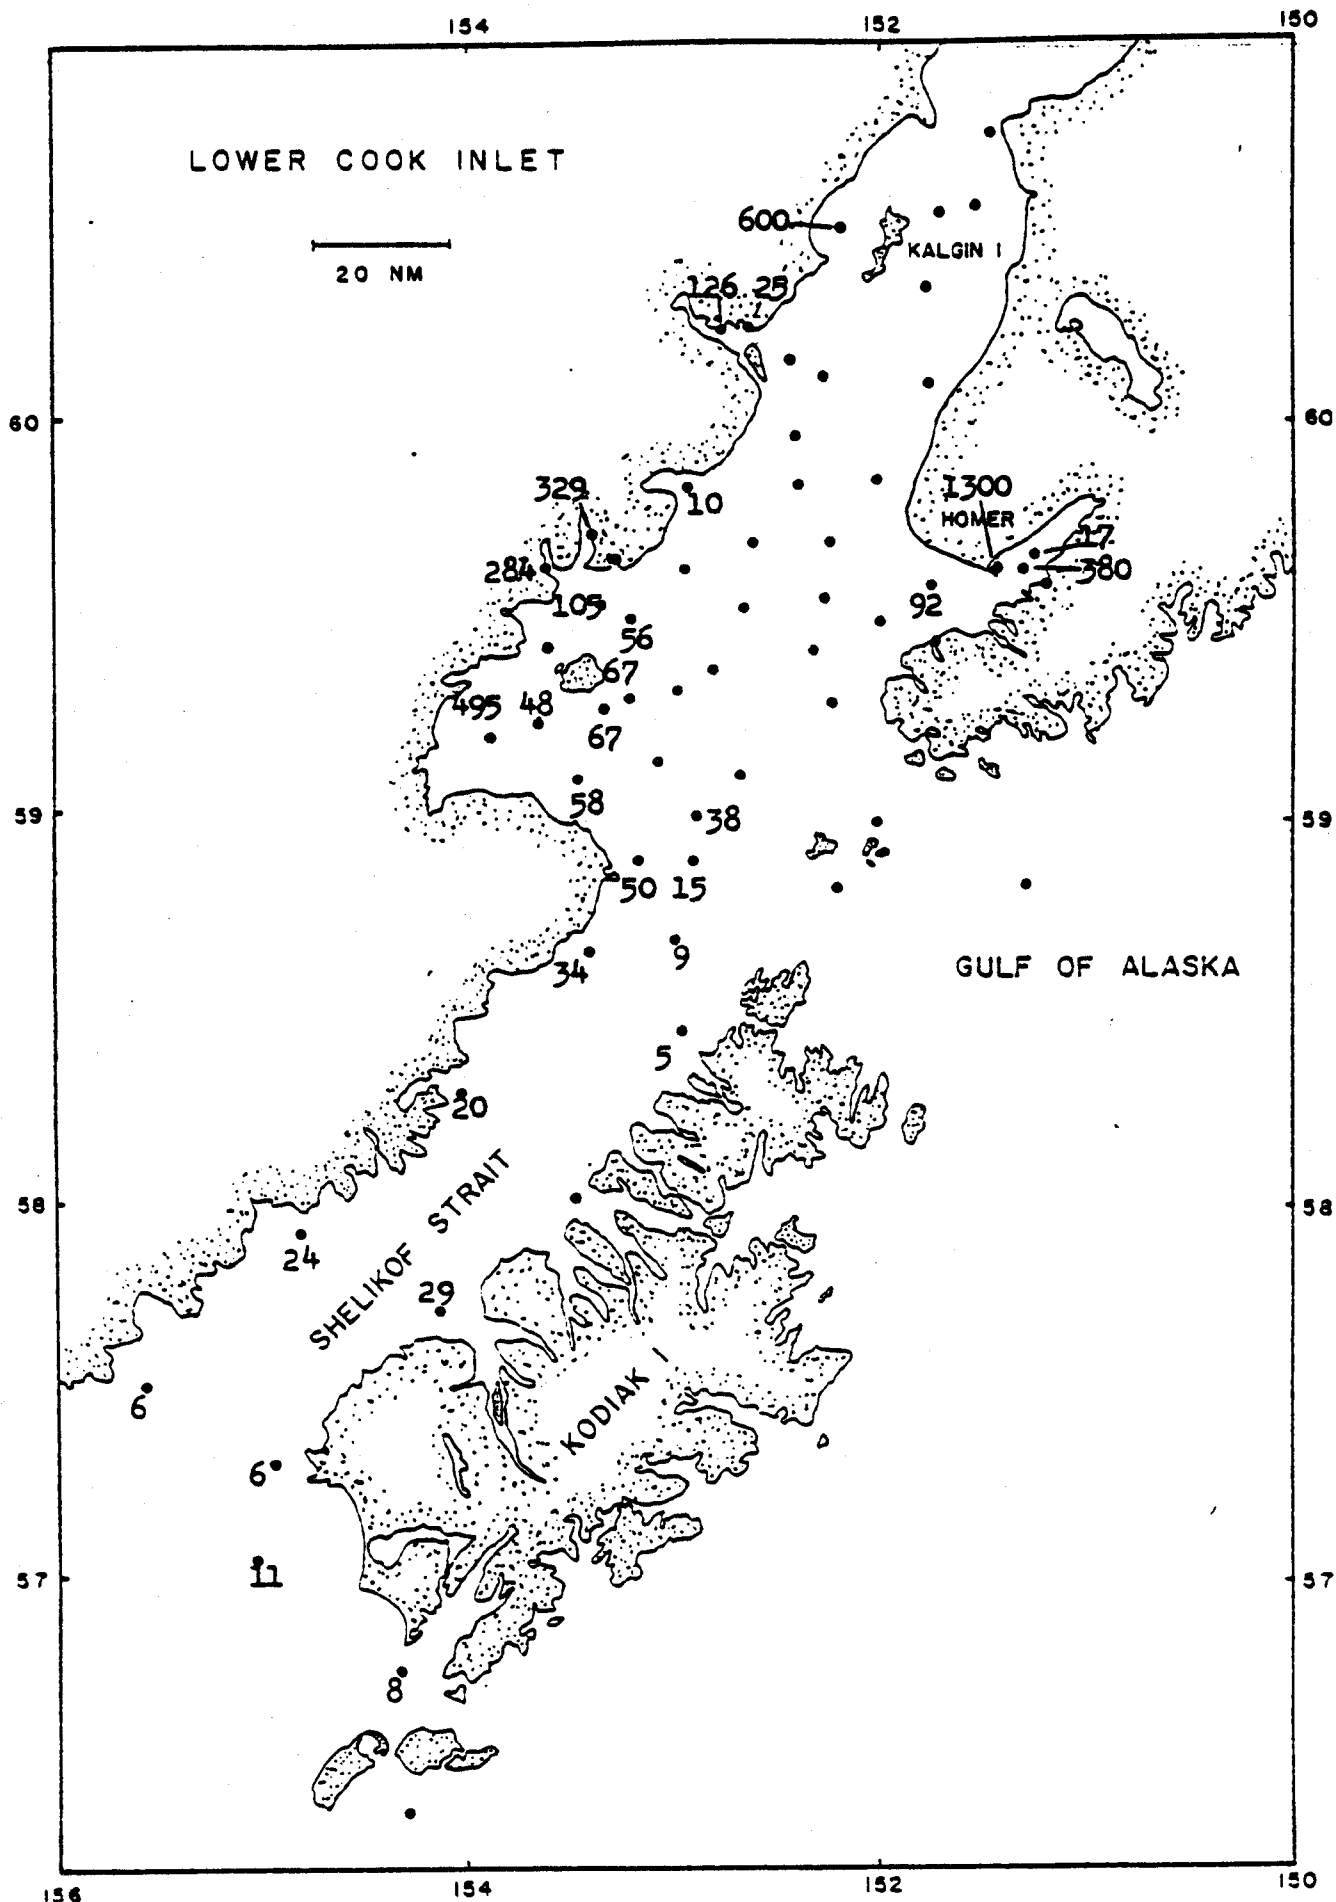 154 152 150
LOWER COOK INLET
20 NM
600
KALGIN I
126 25
60 60
329
10
1300
HOMER
17
284
380
105
92
56
67
495 48
67
58
59 38 59
50 15
34 9
GULF OF ALASKA
5
20
58 58
SHELIKOF STRAIT
24
29
6
KODIAK I
6
11
57 57
8
156 154 152 150